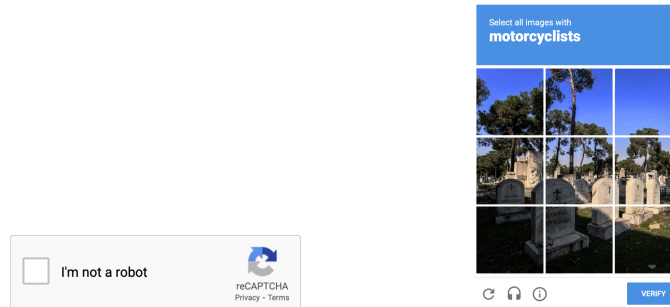 Select all images with
motorcyclists
I'm not a robot
reCAPTCHA
Privacy - Terms
VERIFY